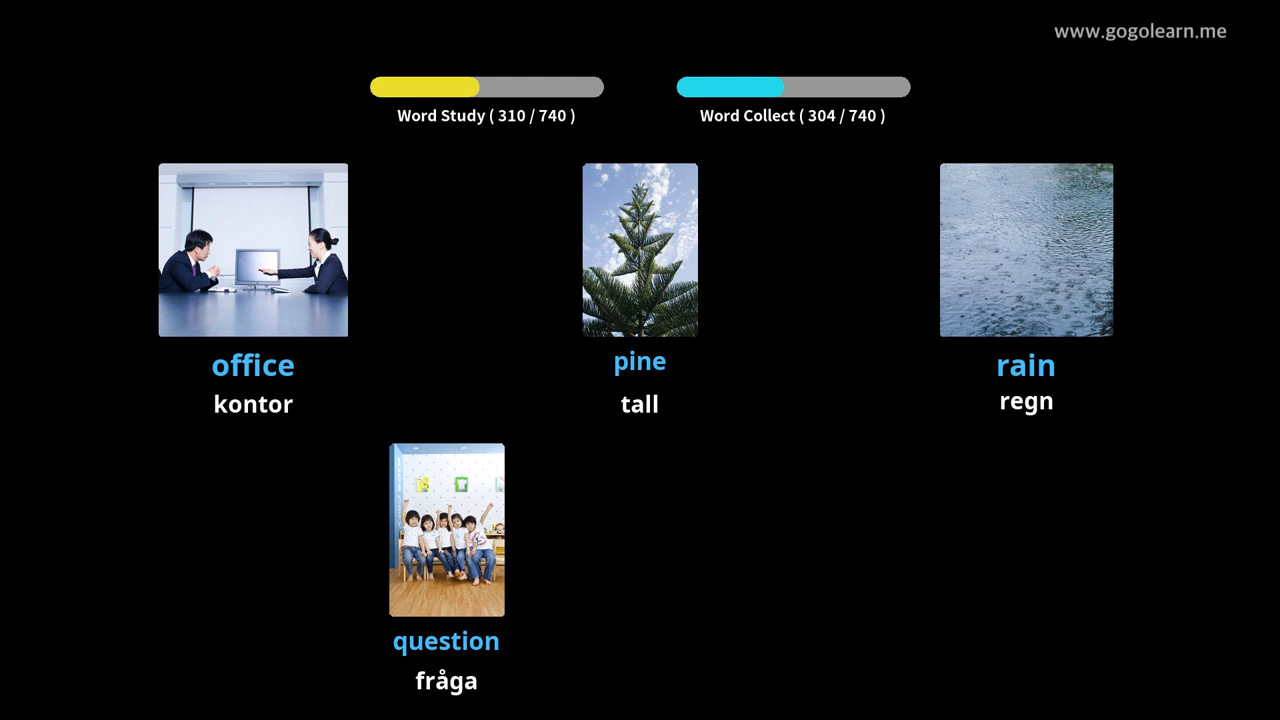 www.gogolearn.me
Word Study ( 310 / 740 )
Word Collect ( 304 / 740 )
office
kontor
pine
tall
rain
regn
question
fråga